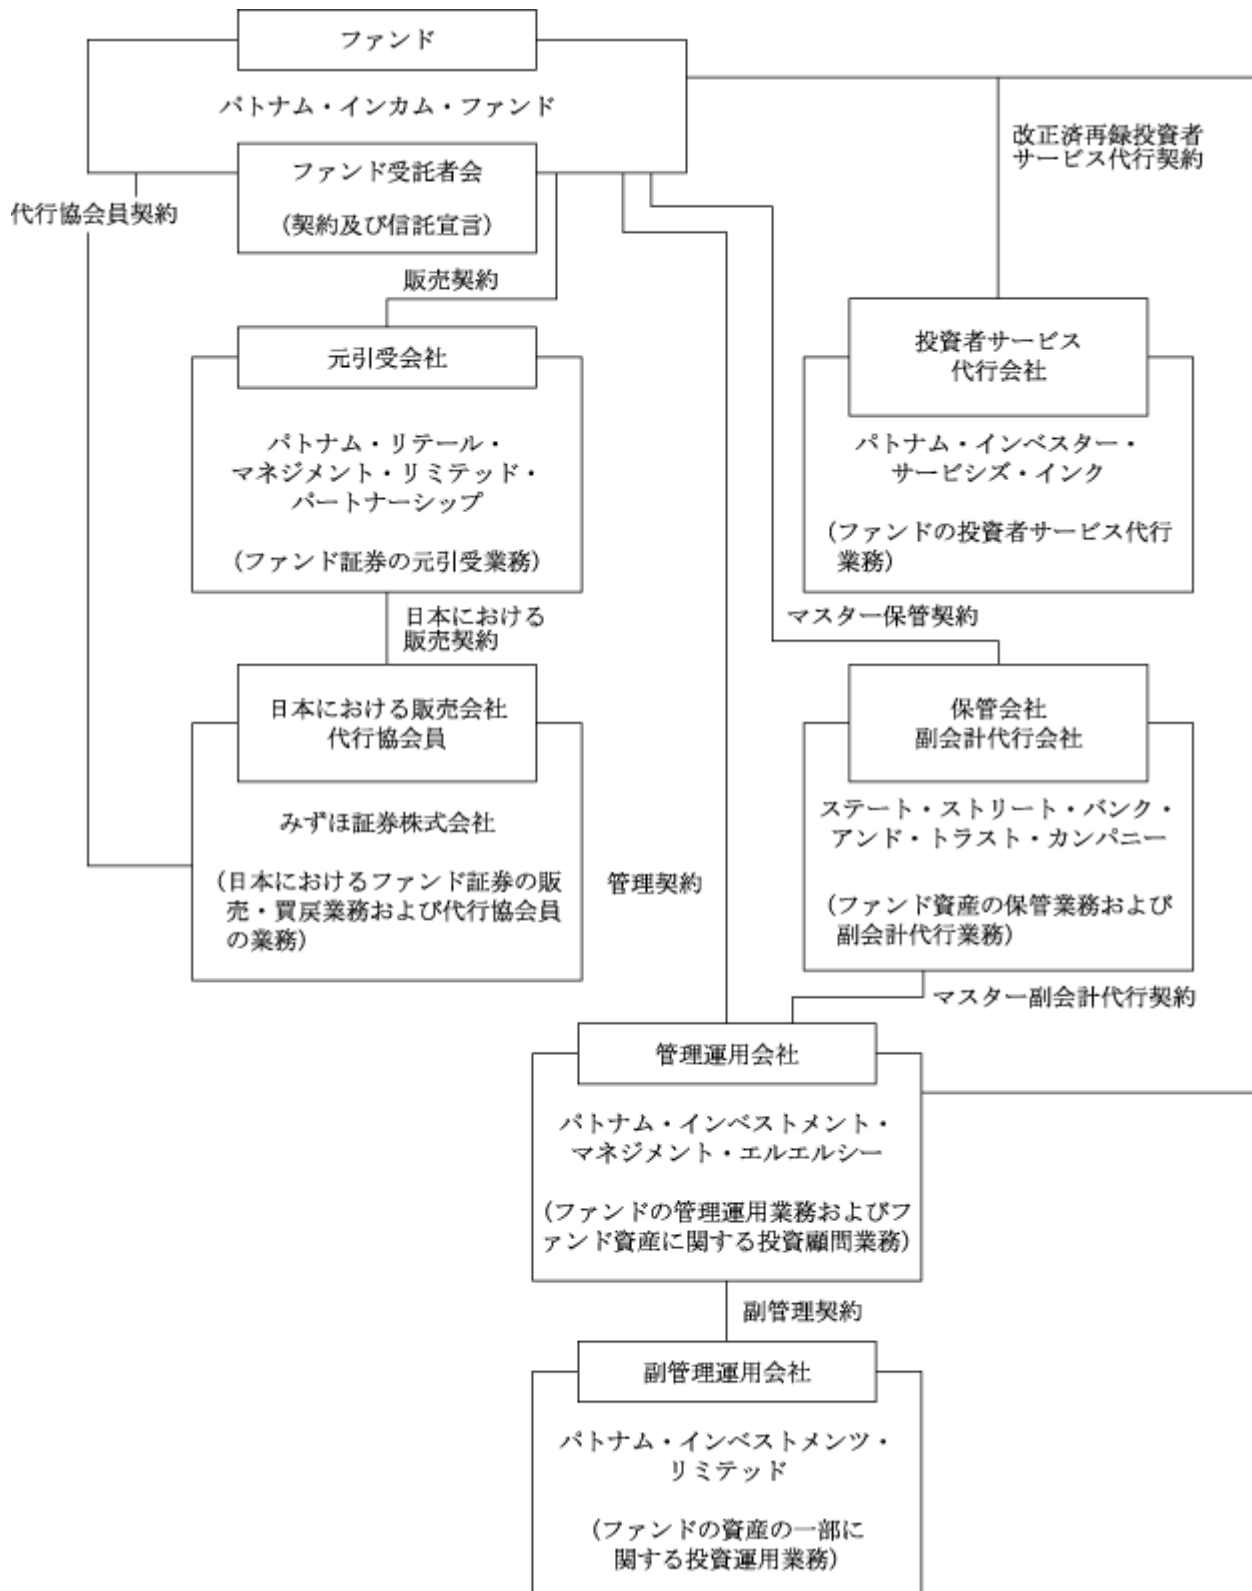 ファンド
パトナム・インカム・ファンド
ファンド受託者会
(契約及び信託宣言)
代行協会員契約
改正済再録投資者
サービス代行契約
販売契約
元引受会社
パトナム・リテール・
マネジメント・リミテッド・
パートナーシップ
(ファンド証券の元引受業務)
投資者サービス
代行会社
パトナム・インベスター・
サービシズ・インク
(ファンドの投資者サービス代行
業務)
日本における
販売契約
マスター保管契約
日本における販売会社
代行協会員
みずほ証券株式会社
(日本におけるファンド証券の販
売・買戻業務および代行協会員
の業務)
保管会社
副会計代行会社
ステート・ストリート・バンク・
アンド・トラスト・カンパニー
(ファンド資産の保管業務および
副会計代行業務)
管理契約
マスター副会計代行契約
管理運用会社
パトナム・インベストメント・
マネジメント・エルエルシー
(ファンドの管理運用業務およびフ
ァンド資産に関する投資顧問業務)
副管理契約
副管理運用会社
パトナム・インベストメンツ・
リミテッド
(ファンドの資産の一部に
関する投資運用業務)